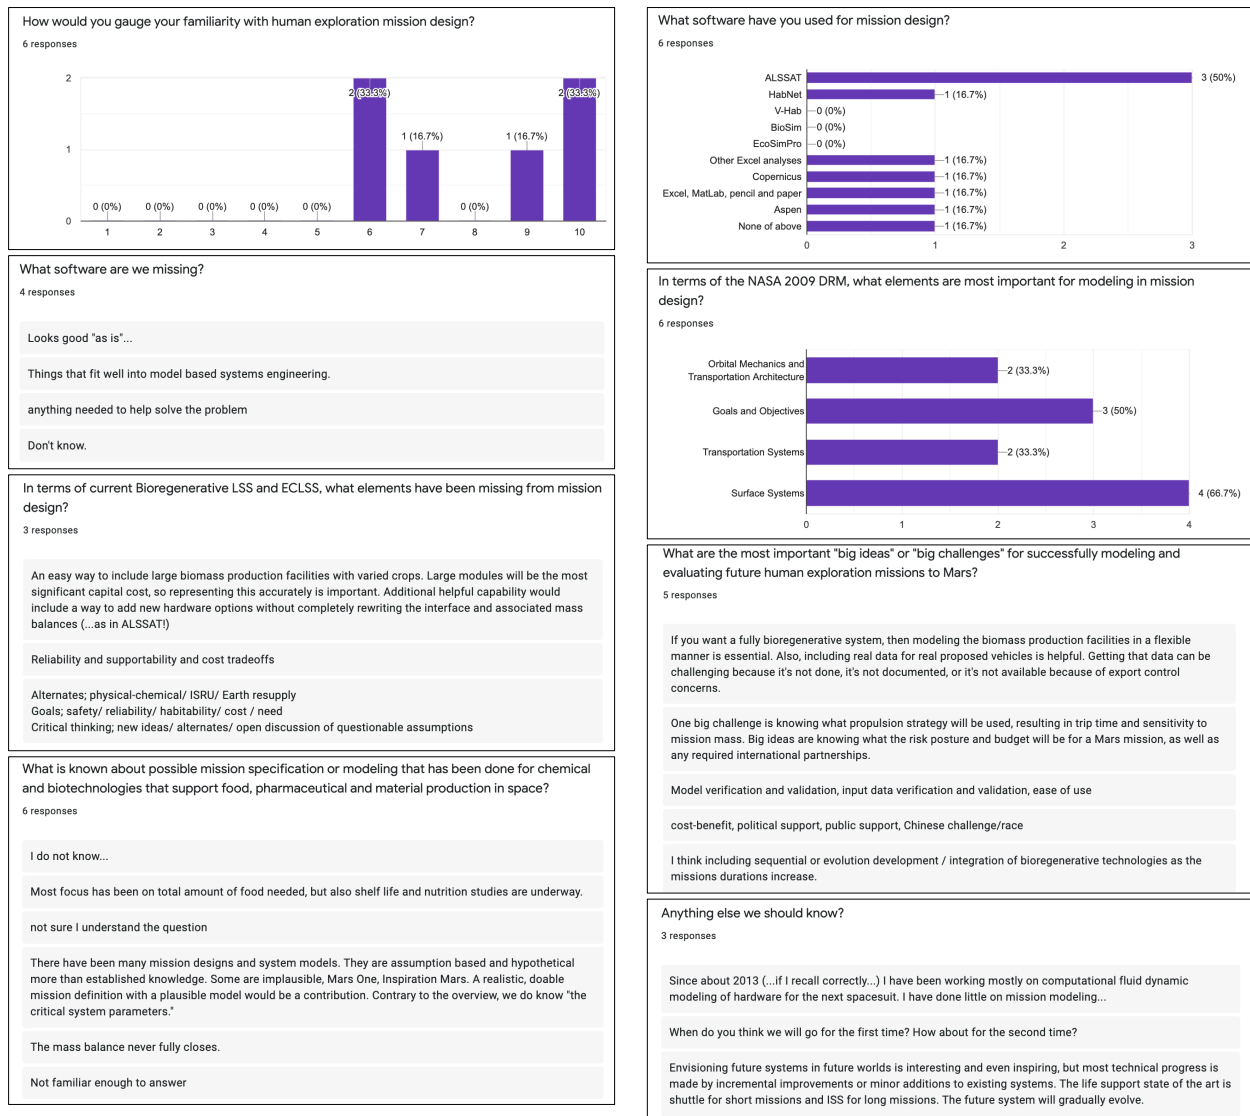 How would you gauge your familiarity with human exploration mission design?
6 responses
2
1
0
0 (0%)
0 (0%)
0 (0%)
0 (0%)
0 (0%)
2 (33.3%)
1 (16.7%)
0 (0%)
1 (16.7%)
2 (33.3%)
1 2 3 4 5 6 7 8 9 10
What software are we missing?
4 responses
Looks good "as is"...
Things that fit well into model based systems engineering.
anything needed to help solve the problem
Don't know.
In terms of current Bioregenerative LSS and ECLSS, what elements have been missing from mission
design?
3 responses
An easy way to include large biomass production facilities with varied crops. Large modules will be the most
significant capital cost, so representing this accurately is important. Additional helpful capability would
include a way to add new hardware options without completely rewriting the interface and associated mass
balances (...as in ALSSAT!)
Reliability and supportability and cost tradeoffs
Alternates; physical-chemical/ ISRU/ Earth resupply
Goals; safety/ reliability/ habitability/ cost / need
Critical thinking; new ideas/ alternates/ open discussion of questionable assumptions
What is known about possible mission specification or modeling that has been done for chemical
and biotechnologies that support food, pharmaceutical and material production in space?
6 responses
I do not know...
Most focus has been on total amount of food needed, but also shelf life and nutrition studies are underway.
not sure I understand the question
There have been many mission designs and system models. They are assumption based and hypothetical
more than established knowledge. Some are implausible, Mars One, Inspiration Mars. A realistic, doable
mission definition with a plausible model would be a contribution. Contrary to the overview, we do know "the
critical system parameters."
The mass balance never fully closes.
Not familiar enough to answer
What software have you used for mission design?
6 responses
ALSSAT 3 (50%)
HabNet 1 (16.7%)
V-Hab 0 (0%)
BioSim 0 (0%)
EcoSimPro 0 (0%)
Other Excel analyses 1 (16.7%)
Copernicus 1 (16.7%)
Excel, MatLab, pencil and paper 1 (16.7%)
Aspen 1 (16.7%)
None of above 1 (16.7%)
0 1 2 3
In terms of the NASA 2009 DRM, what elements are most important for modeling in mission
design?
6 responses
Orbital Mechanics and
Transportation Architecture 2 (33.3%)
Goals and Objectives 3 (50%)
Transportation Systems 2 (33.3%)
Surface Systems 4 (66.7%)
0 1 2 3 4
What are the most important "big ideas" or "big challenges" for successfully modeling and
evaluating future human exploration missions to Mars?
5 responses
If you want a fully bioregenerative system, then modeling the biomass production facilities in a flexible
manner is essential. Also, including real data for real proposed vehicles is helpful. Getting that data can be
challenging because it's not done, it's not documented, or it's not available because of export control
concerns.
One big challenge is knowing what propulsion strategy will be used, resulting in trip time and sensitivity to
mission mass. Big ideas are knowing what the risk posture and budget will be for a Mars mission, as well as
any required international partnerships.
Model verification and validation, input data verification and validation, ease of use
cost-benefit, political support, public support, Chinese challenge/race
I think including sequential or evolution development / integration of bioregenerative technologies as the
missions durations increase.
Anything else we should know?
3 responses
Since about 2013 (...if I recall correctly...) I have been working mostly on computational fluid dynamic
modeling of hardware for the next spacesuit. I have done little on mission modeling...
When do you think we will go for the first time? How about for the second time?
Envisioning future systems in future worlds is interesting and even inspiring, but most technical progress is
made by incremental improvements or minor additions to existing systems. The life support state of the art is
shuttle for short missions and ISS for long missions. The future system will gradually evolve.